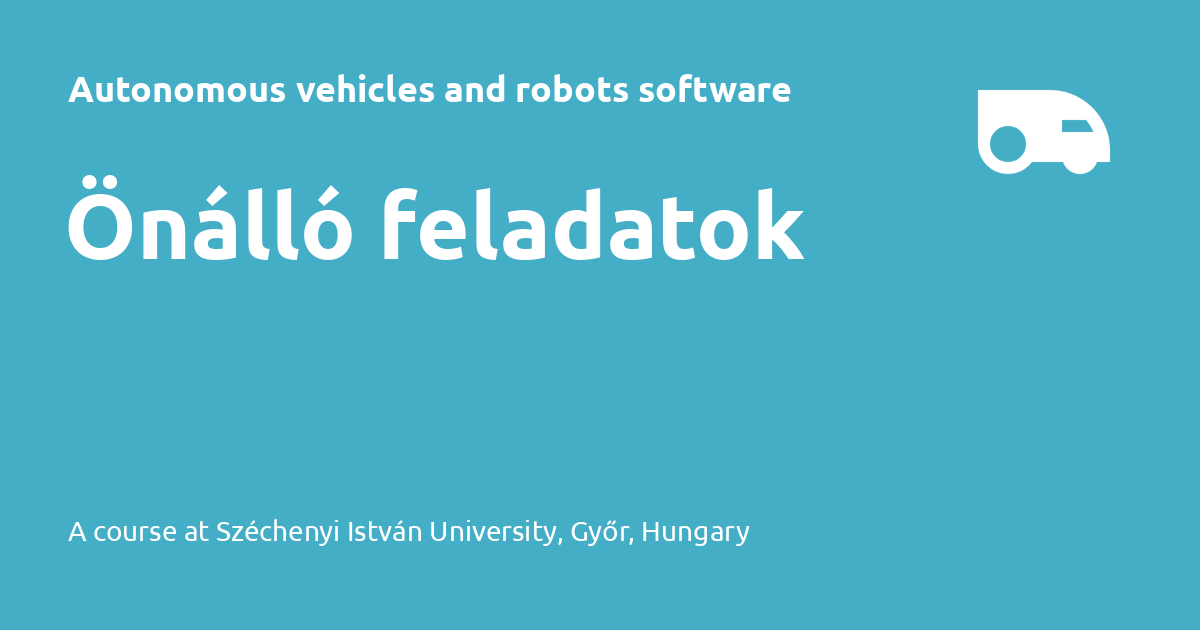 Autonomous vehicles and robots software
Önálló feladatok
A course at Széchenyi István University, Győr, Hungary